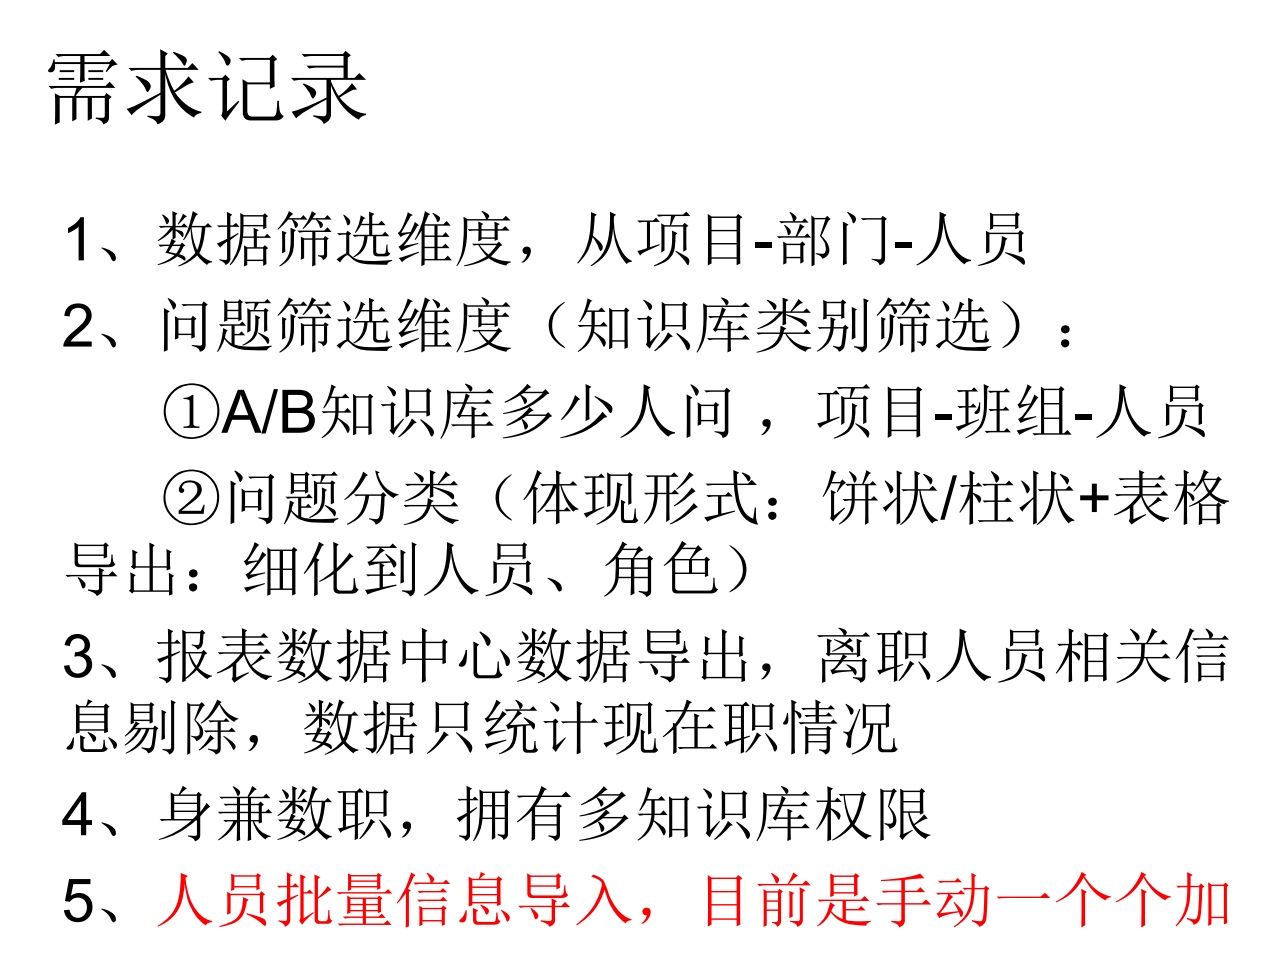 需求记录
1、数据筛选维度，从项目-部门-人员
2、问题筛选维度（知识库类别筛选）：
①A/B知识库多少人问 ，项目-班组-人员
②问题分类（体现形式：饼状/柱状+表格
导出：细化到人员、角色）
3、报表数据中心数据导出，离职人员相关信
息剔除，数据只统计现在职情况
4、身兼数职，拥有多知识库权限
5、人员批量信息导入，目前是手动一个个加